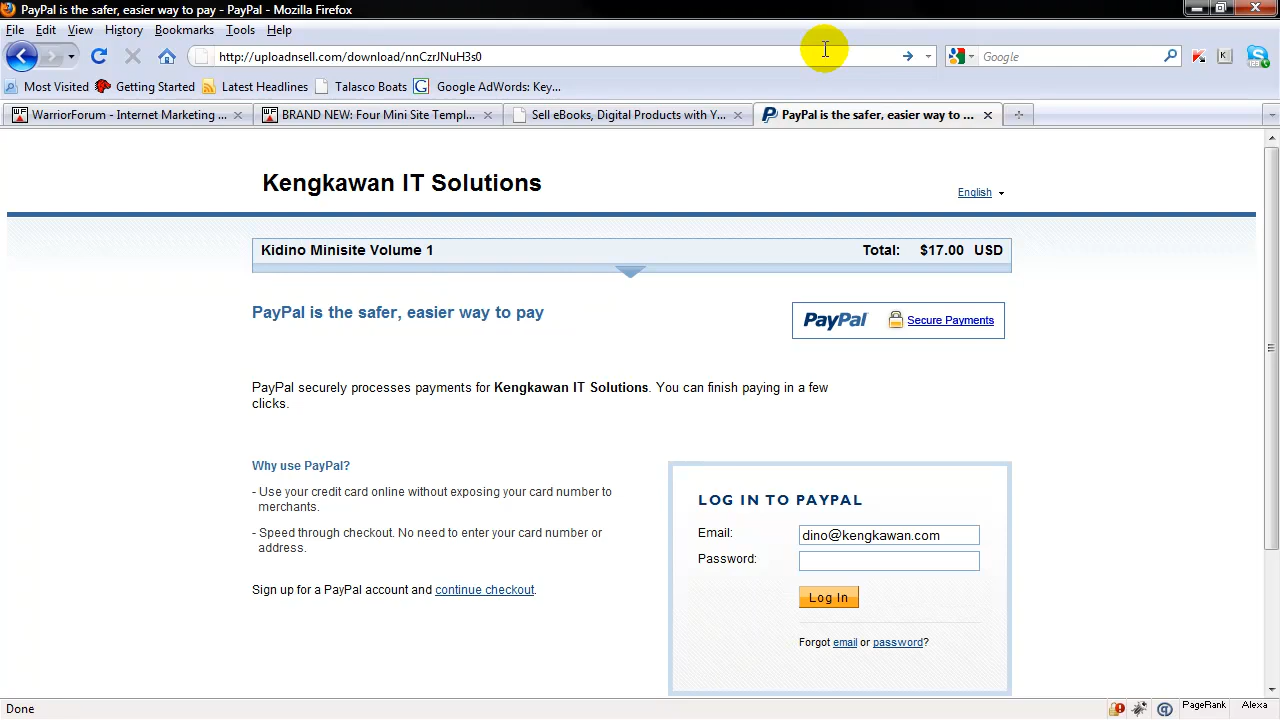 PayPal is the safer, easier way to pay - PayPal - Mozilla Firefox
File Edit View History Bookmarks Tools Help
http://uploadnsell.com/download/nnCzrJNuH3s0
Google
Most Visited Getting Started Latest Headlines Talasco Boats Google AdWords: Key...
WarriorForum - Internet Marketing ... BRAND NEW: Four Mini Site Templ... Sell eBooks, Digital Products with Y... PayPal is the safer, easier way to ...
Kengkawan IT Solutions
English
Kidino Minisite Volume 1 Total: $17.00 USD
PayPal is the safer, easier way to pay
PayPal Secure Payments
PayPal securely processes payments for Kengkawan IT Solutions. You can finish paying in a few
clicks.
Why use PayPal?
- Use your credit card online without exposing your card number to
merchants.
- Speed through checkout. No need to enter your card number or
address.
Sign up for a PayPal account and continue checkout.
LOG IN TO PAYPAL
Email: dino@kengkawan.com
Password:
Log In
Forgot email or password?
Done
PageRank Alexa